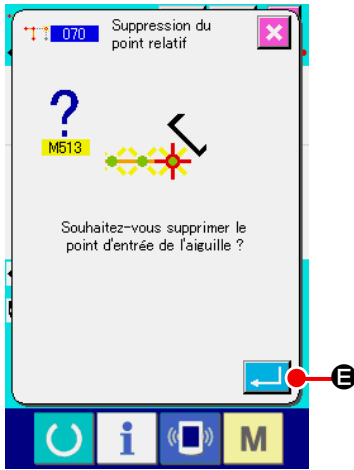 070 Suppression du
point relatif
?
M513
Souhaitez-vous supprimer le
point d'entrée de l'aiguille ?
E
i
M